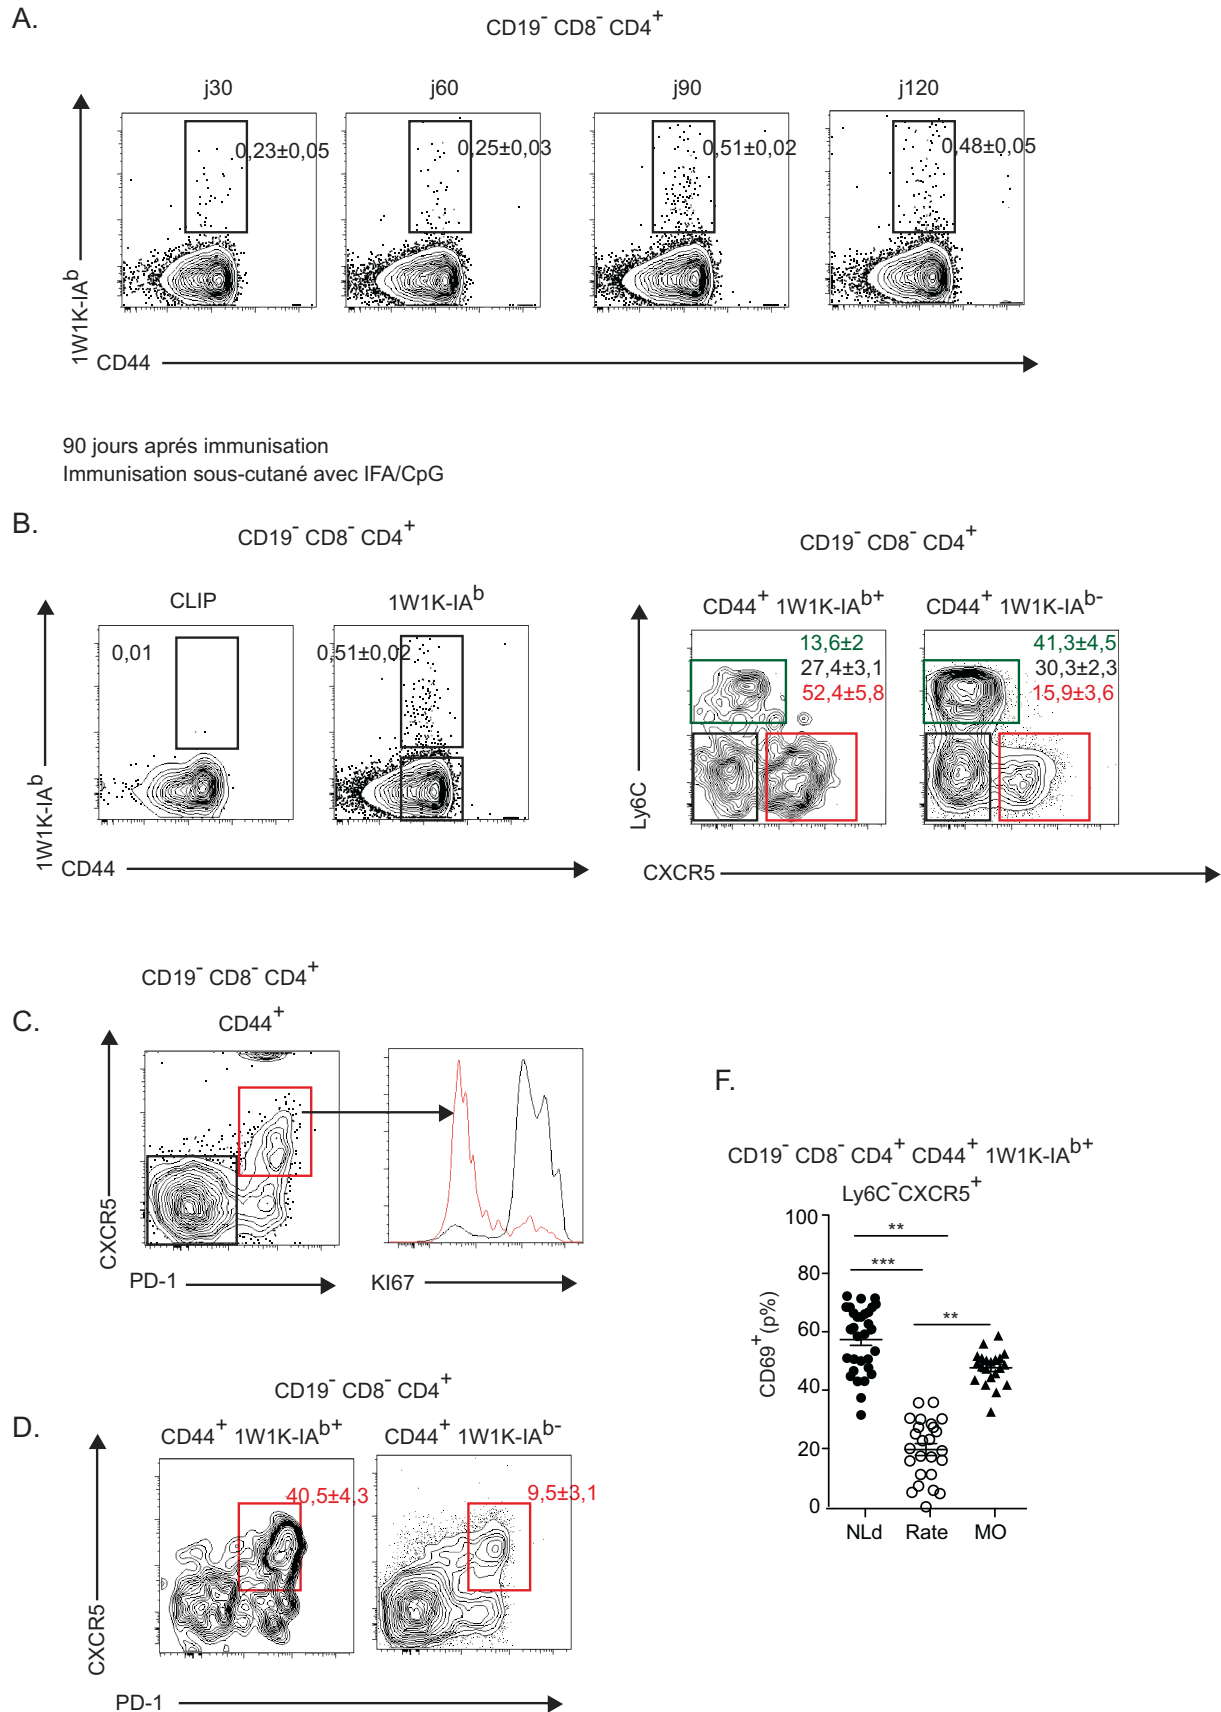 A.
CD19⁻ CD8⁻ CD4⁺
j30 j60 j90 j120
0,23±0,05 0,25±0,03 0,51±0,02 0,48±0,05
1W1K-IAᵇ
CD44
90 jours aprés immunisation
Immunisation sous-cutané avec IFA/CpG
B.
CD19⁻ CD8⁻ CD4⁺
CLIP 1W1K-IAᵇ
0,01 0,51±0,02
1W1K-IAᵇ
CD44
CD19⁻ CD8⁻ CD4⁺
CD44⁺ 1W1K-IAᵇ⁺ CD44⁺ 1W1K-IAᵇ⁻
13,6±2 41,3±4,5
27,4±3,1 30,3±2,3
52,4±5,8 15,9±3,6
Ly6C
CXCR5
CD19⁻ CD8⁻ CD4⁺
C.
CD44⁺
CXCR5
PD-1 KI67
CD19⁻ CD8⁻ CD4⁺
D.
CD44⁺ 1W1K-IAᵇ⁺ CD44⁺ 1W1K-IAᵇ⁻
40,5±4,3 9,5±3,1
CXCR5
PD-1
F.
CD19⁻ CD8⁻ CD4⁺ CD44⁺ 1W1K-IAᵇ⁺
Ly6C⁻CXCR5⁺
100
80
60
40
20
0
CD69⁺(p%)
**
***
**
NLd Rate MO